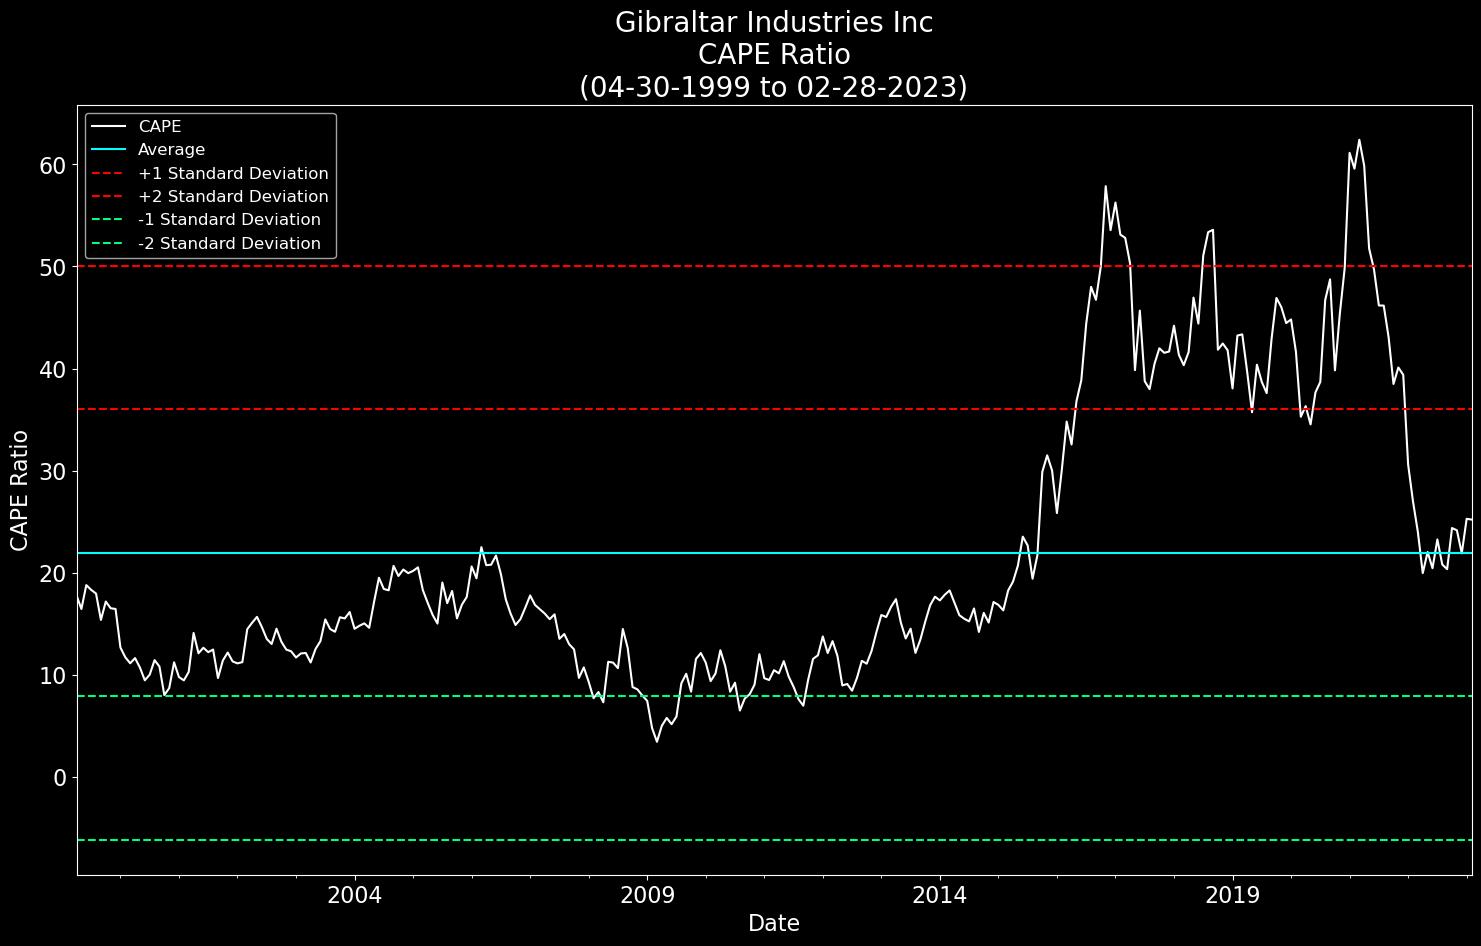 Gibraltar Industries Inc
CAPE Ratio
(04-30-1999 to 02-28-2023)
CAPE
Average
+1 Standard Deviation
+2 Standard Deviation
-1 Standard Deviation
-2 Standard Deviation
60
50
40
30
20
10
0
CAPE Ratio
2004 2009 2014 2019
Date